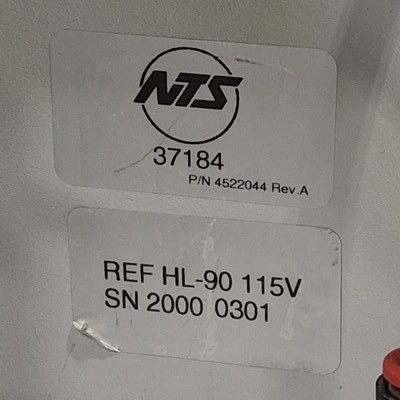 NTS
37184
P/N 4522044 Rev.A
REF HL-90 115V
SN 2000 0301